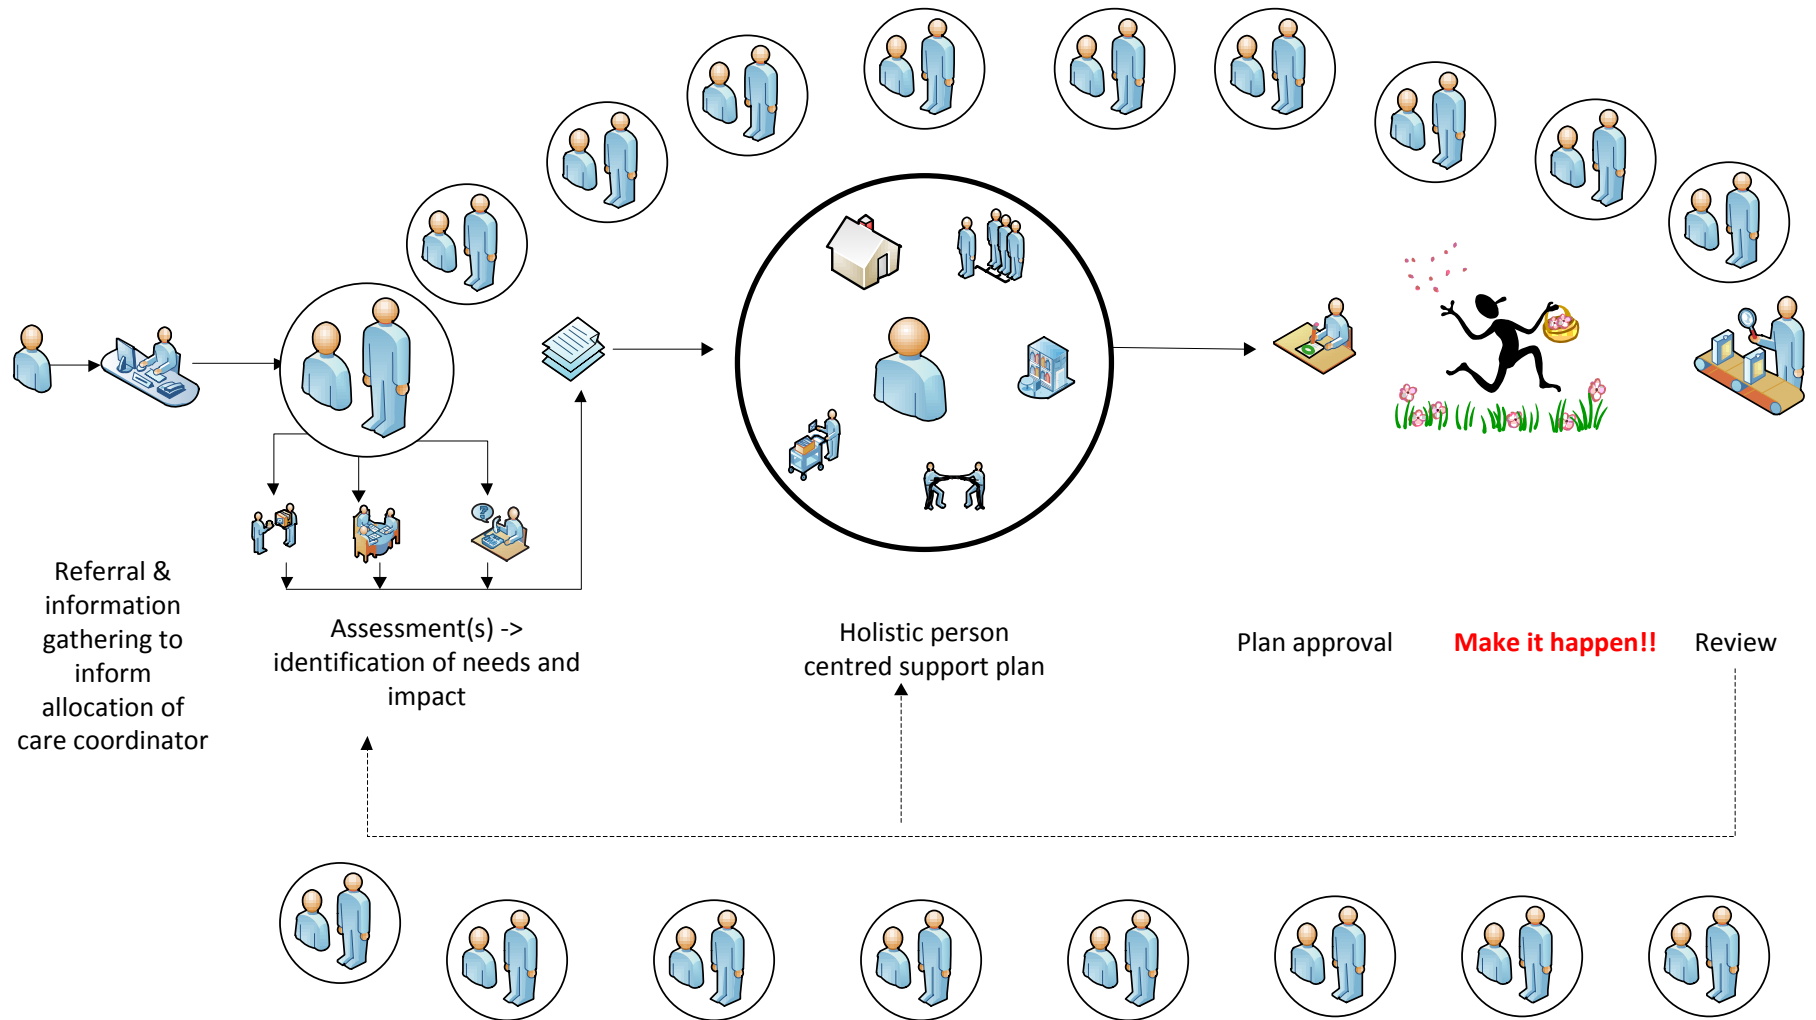 Referral &
information
gathering to
inform
allocation of
care coordinator
Assessment(s) ->
identification of needs and
impact
Holistic person
centred support plan
Plan approval
Make it happen!!
Review